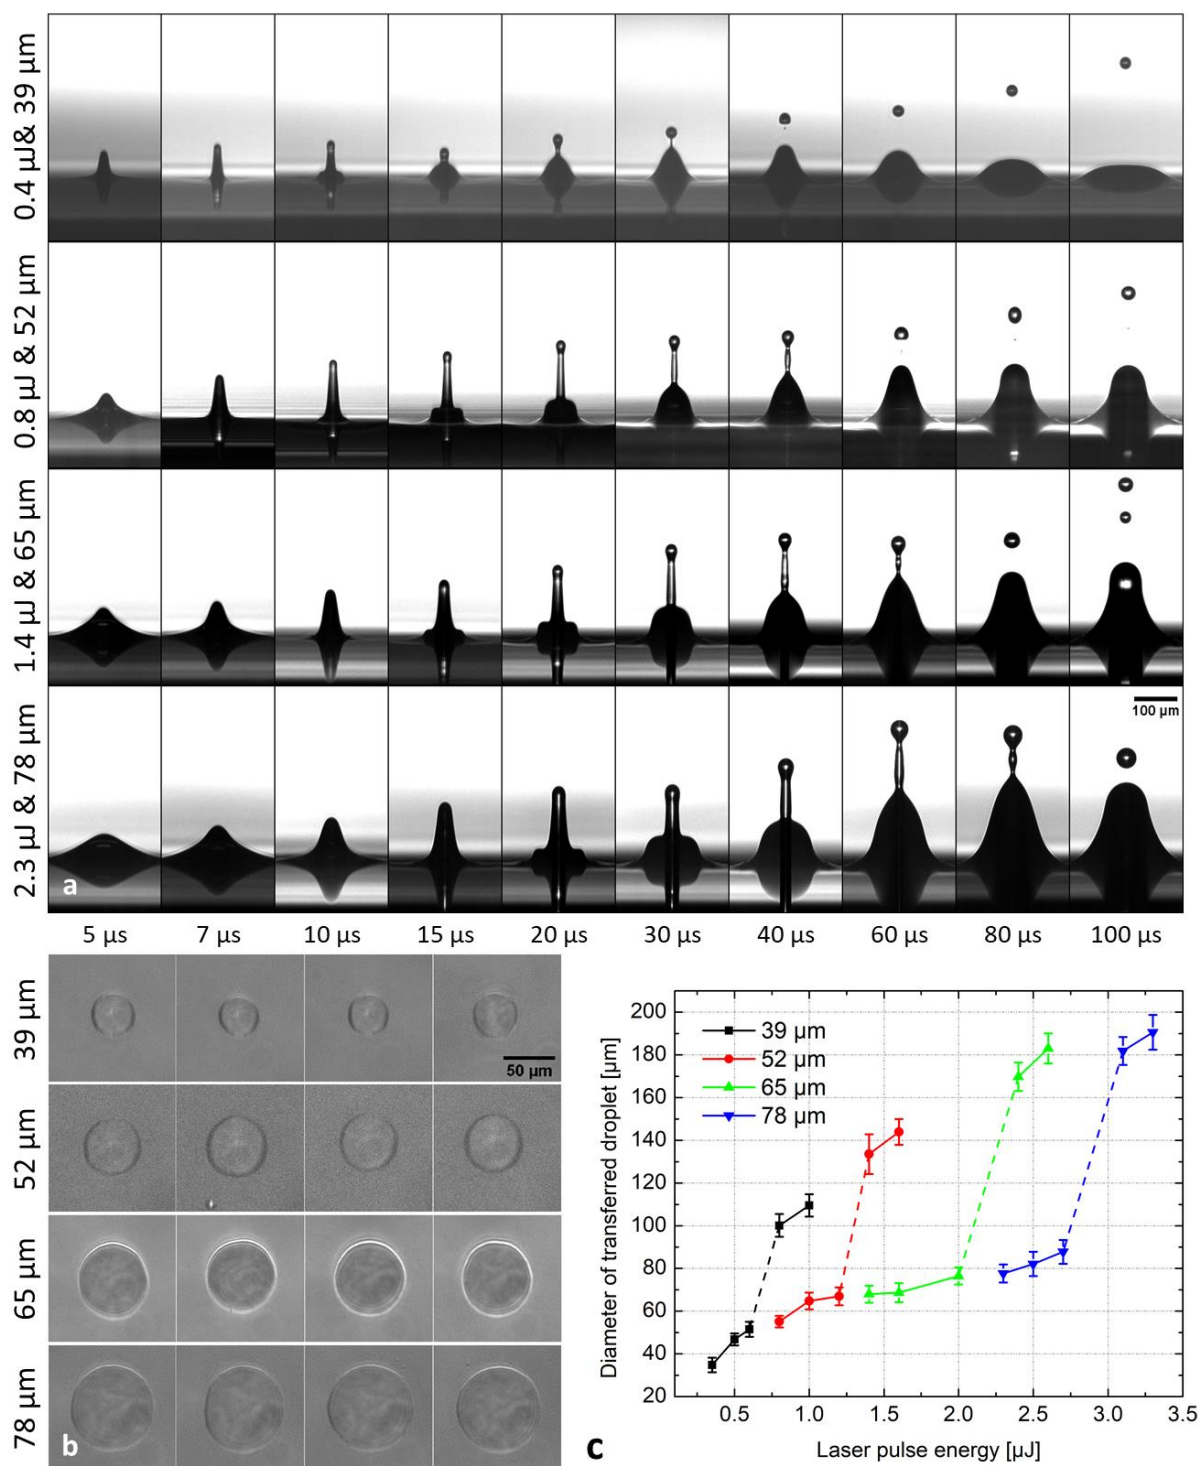 0.4 µJ& 39 µm
0.8 µJ & 52 µm
1.4 µJ & 65 µm
100 µm
2.3 µJ & 78 µm
a
5 µs 7 µs 10 µs 15 µs 20 µs 30 µs 40 µs 60 µs 80 µs 100 µs
39 µm
50 µm
52 µm
65 µm
78 µm
b
Diameter of transferred droplet [µm]
200
180
160
140
120
100
80
60
40
20
39 µm
52 µm
65 µm
78 µm
0.5 1.0 1.5 2.0 2.5 3.0 3.5
Laser pulse energy [µJ]
c